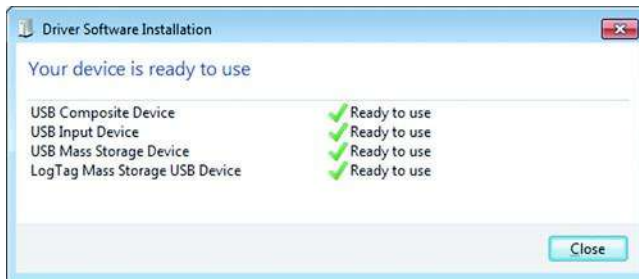 Driver Software Installation
Your device is ready to use
USB Composite Device Ready to use
USB Input Device Ready to use
USB Mass Storage Device Ready to use
LogTag Mass Storage USB Device Ready to use
Close